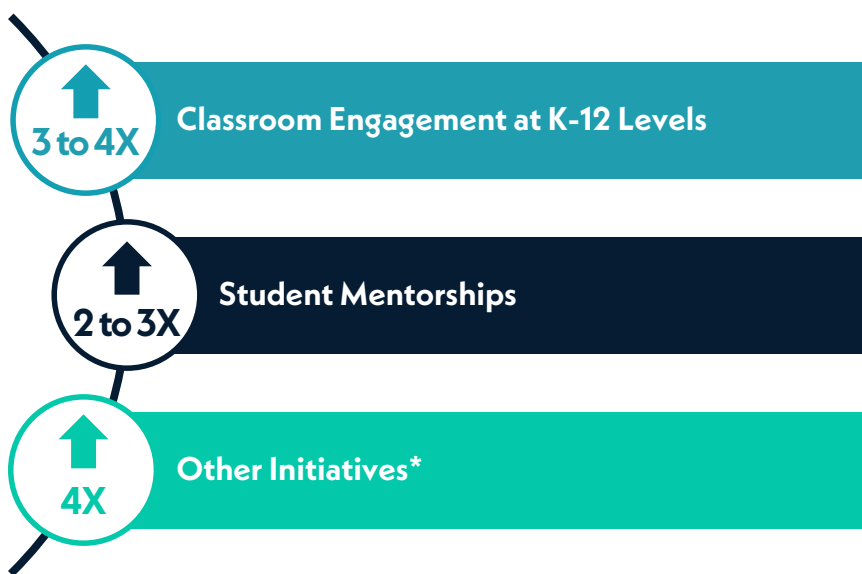 3 to 4X
Classroom Engagement at K-12 Levels
2 to 3X
Student Mentorships
4X
Other Initiatives*